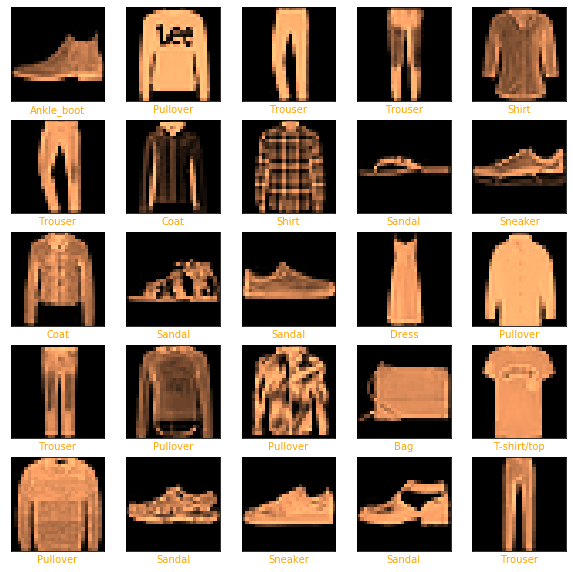 Lee
Ankle_boot Pullover Trouser Trouser Shirt
Trouser Coat Shirt Sandal Sneaker
Coat Sandal Sandal Dress Pullover
Trouser Pullover Pullover Bag T-shirt/top
Pullover Sandal Sneaker Sandal Trouser